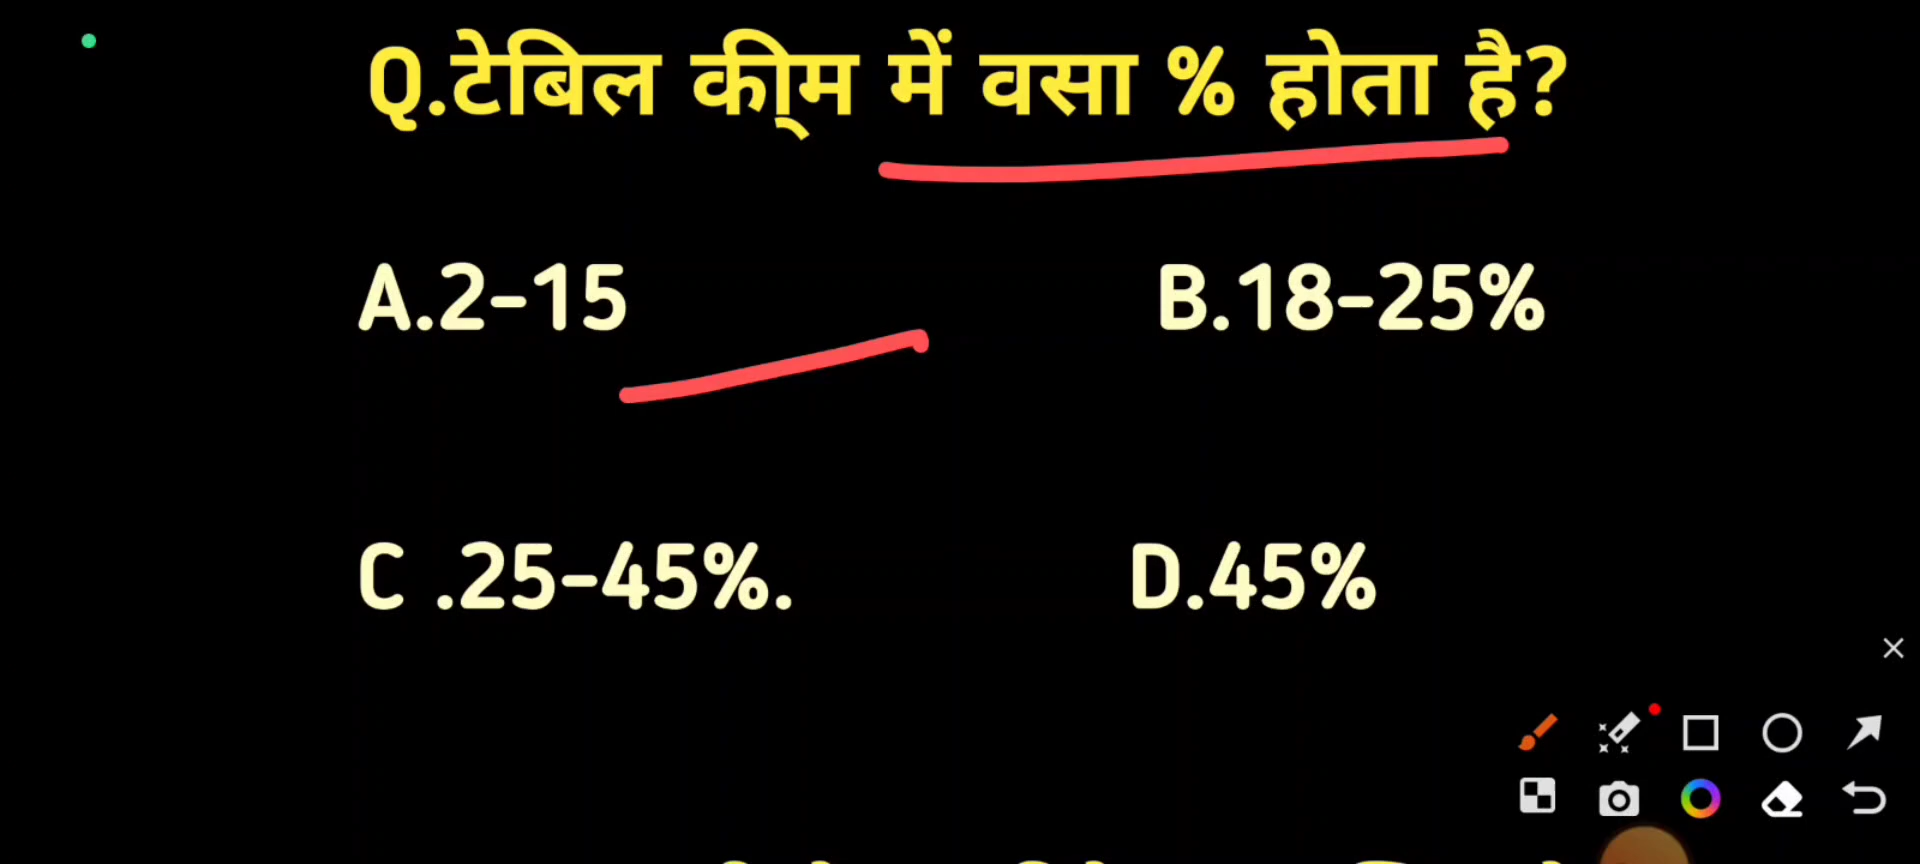 Q.टेबिल की्म में वसा % होता है?
A.2-15 B.18-25%
C .25-45%. D.45%